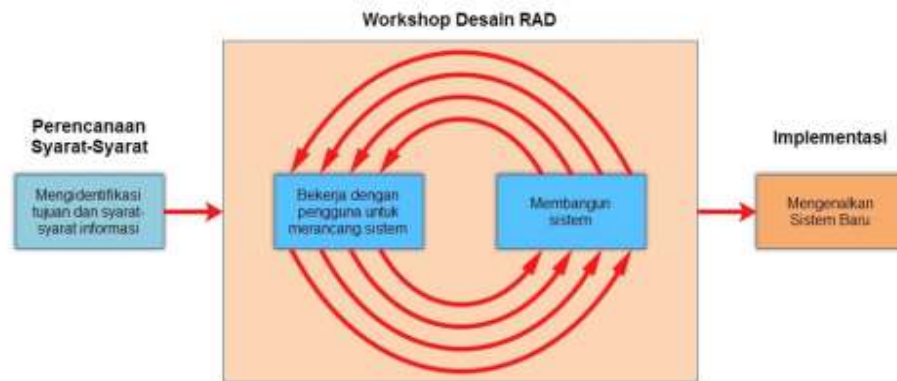 Workshop Desain RAD
Perencanaan
Syarat-Syarat
Mengidentifikasi
tujuan dan syarat-
syarat informasi
Bekerja dengan
pengguna untuk
merancang sistem
Membangun
sistem
Implementasi
Mengenalkan
Sistem Baru